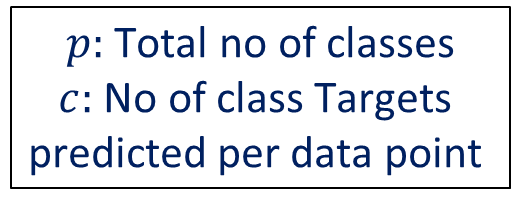 p: Total no of classes
c: No of class Targets
predicted per data point